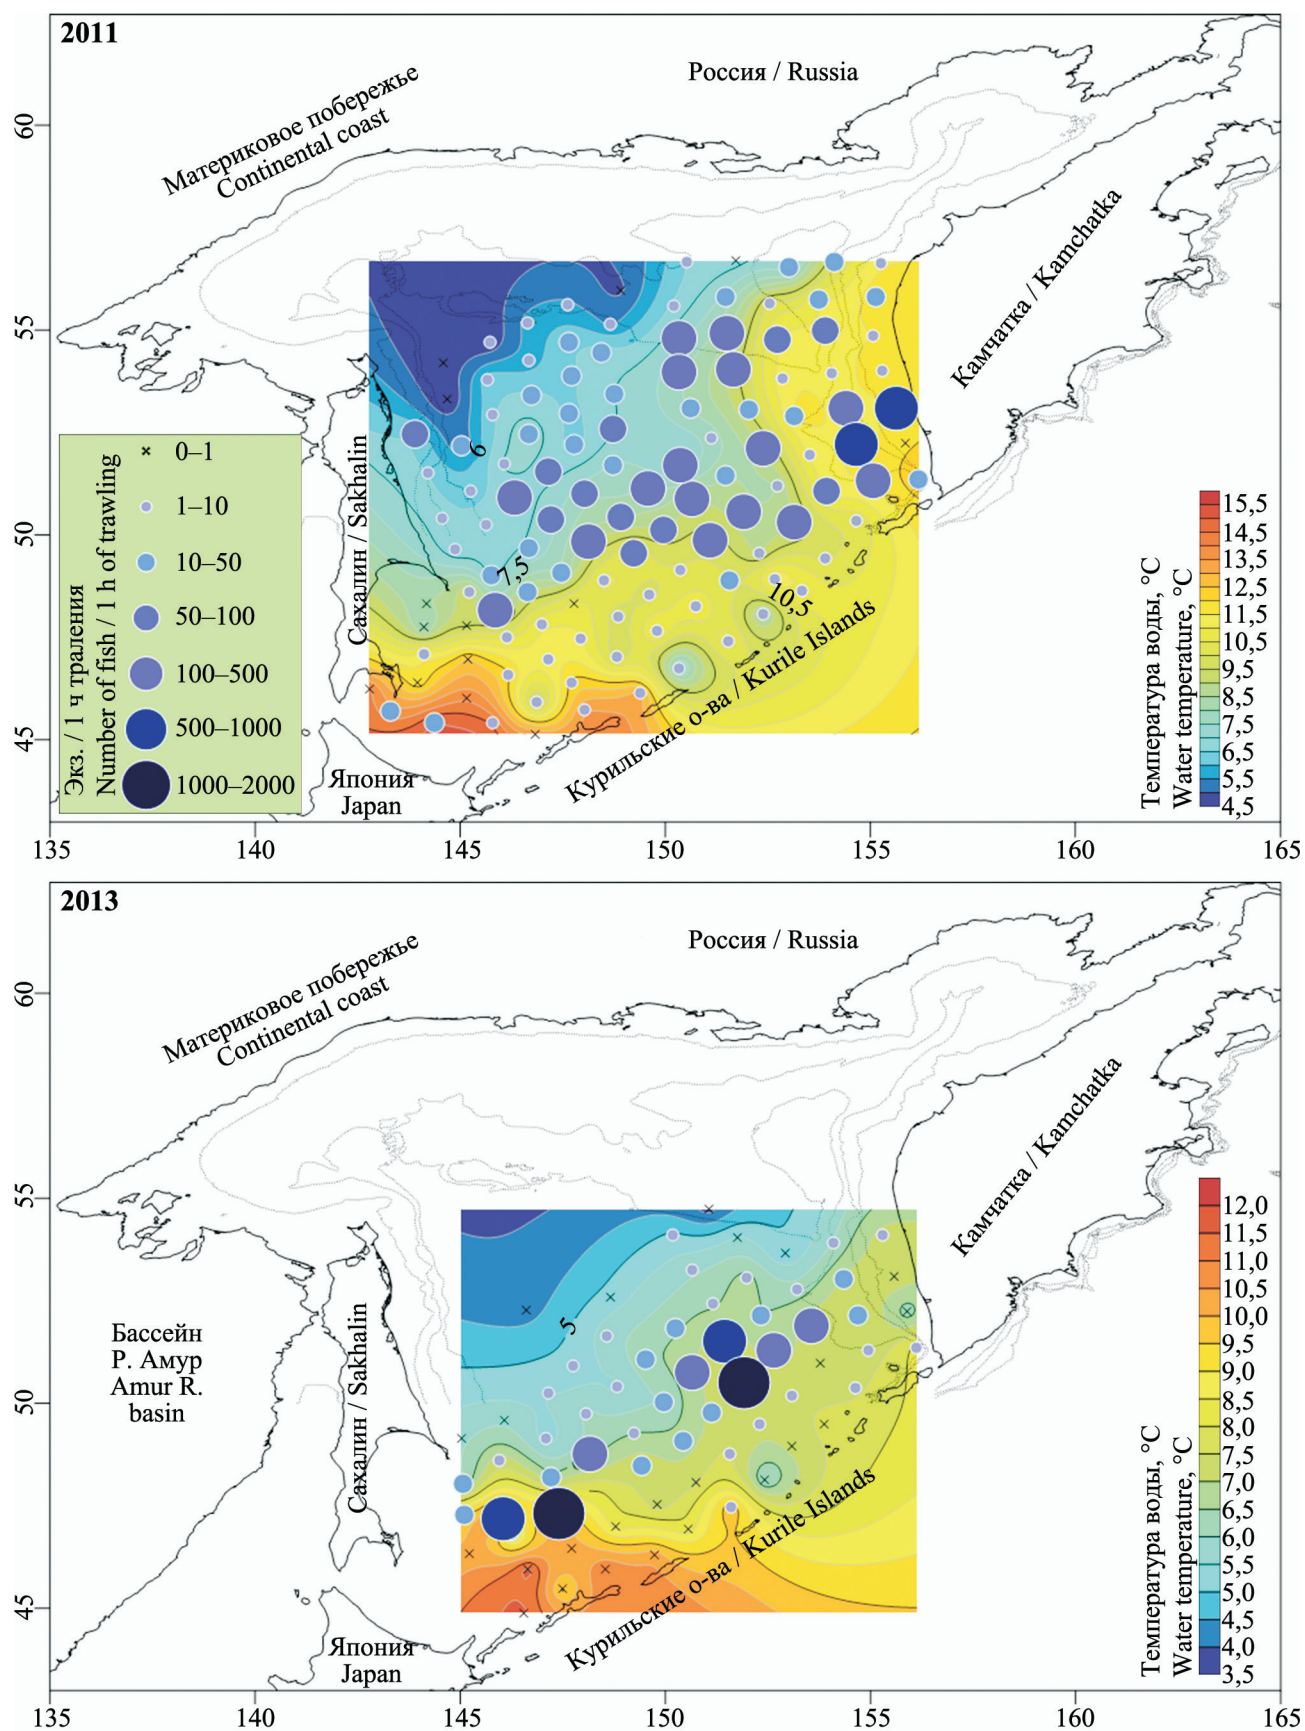 2011
Россия / Russia
Материковое побережье
Continental coast
60
55
50
45
Камчатка / Kamchatka
Сахалин / Sakhalin
Экз. / 1 ч траления
Number of fish / 1 h of trawling
0–1
1–10
10–50
50–100
100–500
500–1000
1000–2000
6
7,5
10,5
Курильские о-ва / Kurile Islands
Япония
Japan
Температура воды, °C
Water temperature, °C
15,5
14,5
13,5
12,5
11,5
10,5
9,5
8,5
7,5
6,5
5,5
4,5
135
140
145
150
155
160
165
2013
Россия / Russia
Материковое побережье
Continental coast
60
55
50
45
Камчатка / Kamchatka
Бассейн
Р. Амур
Amur R.
basin
Сахалин / Sakhalin
5
Курильские о-ва / Kurile Islands
Япония
Japan
Температура воды, °C
Water temperature, °C
12,0
11,5
11,0
10,5
10,0
9,5
9,0
8,5
8,0
7,5
7,0
6,5
6,0
5,5
5,0
4,5
4,0
3,5
135
140
145
150
155
160
165